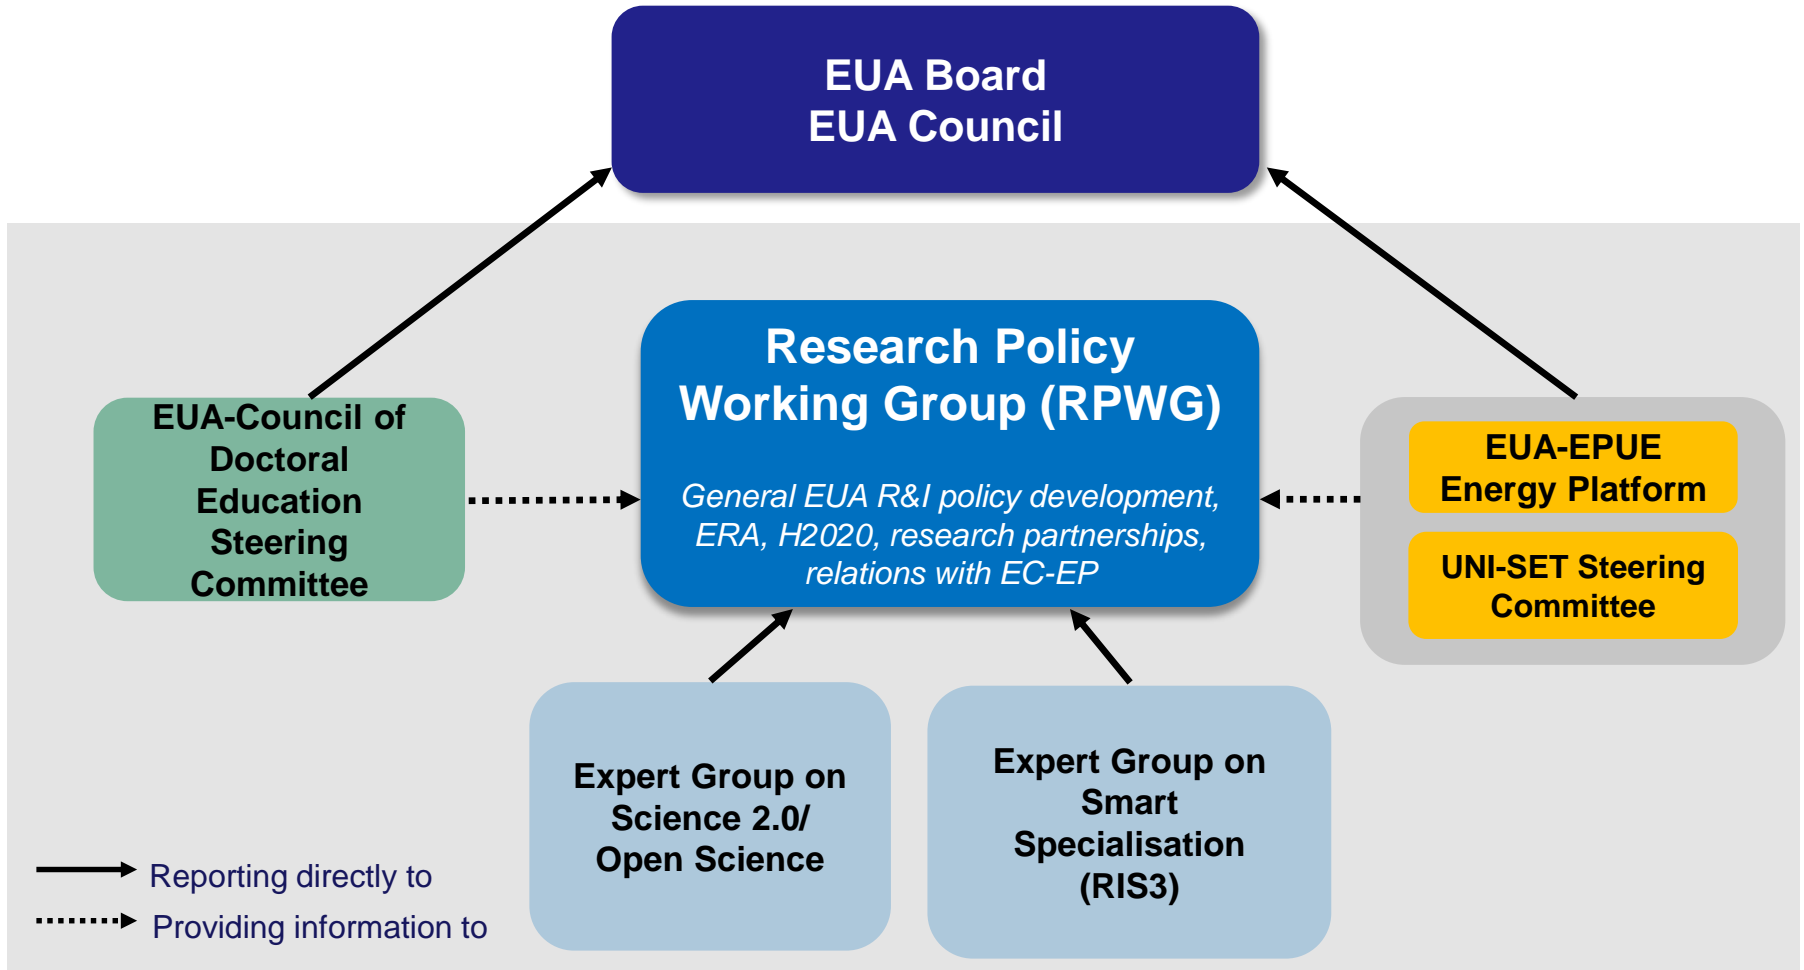 EUA Board
EUA Council
EUA-Council of
Doctoral
Education
Steering
Committee
Research Policy
Working Group (RPWG)
General EUA R&I policy development,
ERA, H2020, research partnerships,
relations with EC-EP
EUA-EPUE
Energy Platform
UNI-SET Steering
Committee
Expert Group on
Science 2.0/
Open Science
Expert Group on
Smart
Specialisation
(RIS3)
Reporting directly to
Providing information to